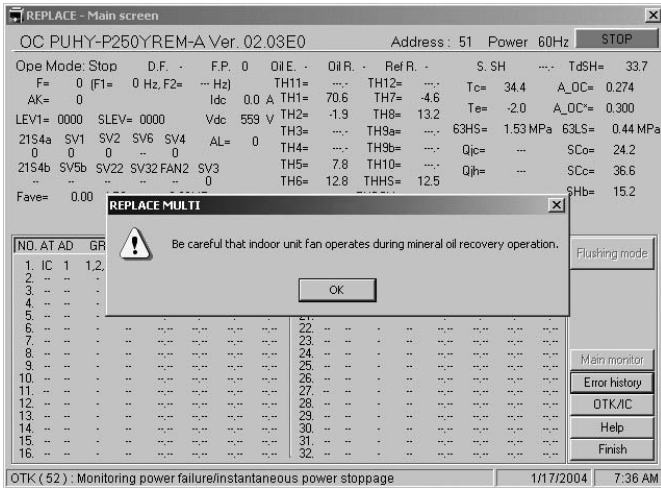 REPLACE - Main screen
OC PUHY-P250YREM-A Ver. 02.03E0 Address : 51 Power 60Hz STOP
Ope Mode: Stop D.F. - F.P. 0 Oil E. - Oil R. - Ref R. - S. SH ---.- TdSH= 33.7
F= 0 (F1= 0 Hz, F2= --- Hz) TH11= ---.- TH12= ---.- Tc= 34.4 A_OC= 0.274
AK= 0 Idc 0.0 A TH1= 70.6 TH7= -4.6 Te= -2.0 A_OC*= 0.300
LEV1= 0000 SLEV= 0000 Vdc 559 V TH2= -1.9 TH8= 13.2
21S4a SV1 SV2 SV6 SV4 AL= 0 TH3= ---.- TH9a= ---.- 63HS= 1.53 MPa 63LS= 0.44 MPa
0 0 0 -- 0 TH4= ---.- TH9b= ---.- Qjc= --- SCo= 24.2
21S4b SV5b SV22 SV32 FAN2 SV3 TH5= 7.8 TH10= ---.- Qjh= --- SCc= 36.6
-- -- -- -- -- 0 TH6= 12.8 THHS= 12.5
Fave= 0.00 SHb= 15.2
REPLACE MULTI
Be careful that indoor unit fan operates during mineral oil recovery operation.
OK
NO. AT AD GR
Flushing mode
1. IC 1 1,2,
2. -- -- -
3. -- -- -
4. -- -- -
5. -- -- - 21.
6. -- -- - -- --,-- --,-- --,-- --,-- 22. -- -- - -- --,-- --,-- --,--
7. -- -- - -- --,-- --,-- --,-- --,-- 23. -- -- - -- --,-- --,-- --,--
8. -- -- - -- --,-- --,-- --,-- --,-- 24. -- -- - -- --,-- --,-- --,-- Main monitor
9. -- -- - -- --,-- --,-- --,-- --,-- 25. -- -- - -- --,-- --,-- --,--
10. -- -- - -- --,-- --,-- --,-- --,-- 26. -- -- - -- --,-- --,-- --,-- Error history
11. -- -- - -- --,-- --,-- --,-- --,-- 27. -- -- - -- --,-- --,-- --,--
12. -- -- - -- --,-- --,-- --,-- --,-- 28. -- -- - -- --,-- --,-- --,-- OTK/IC
13. -- -- - -- --,-- --,-- --,-- --,-- 29. -- -- - -- --,-- --,-- --,--
14. -- -- - -- --,-- --,-- --,-- --,-- 30. -- -- - -- --,-- --,-- --,-- Help
15. -- -- - -- --,-- --,-- --,-- --,-- 31. -- -- - -- --,-- --,-- --,--
16. -- -- - -- --,-- --,-- --,-- --,-- 32. -- -- - -- --,-- --,-- --,-- Finish
OTK ( 52 ) : Monitoring power failure/instantaneous power stoppage 1/17/2004 7:36 AM